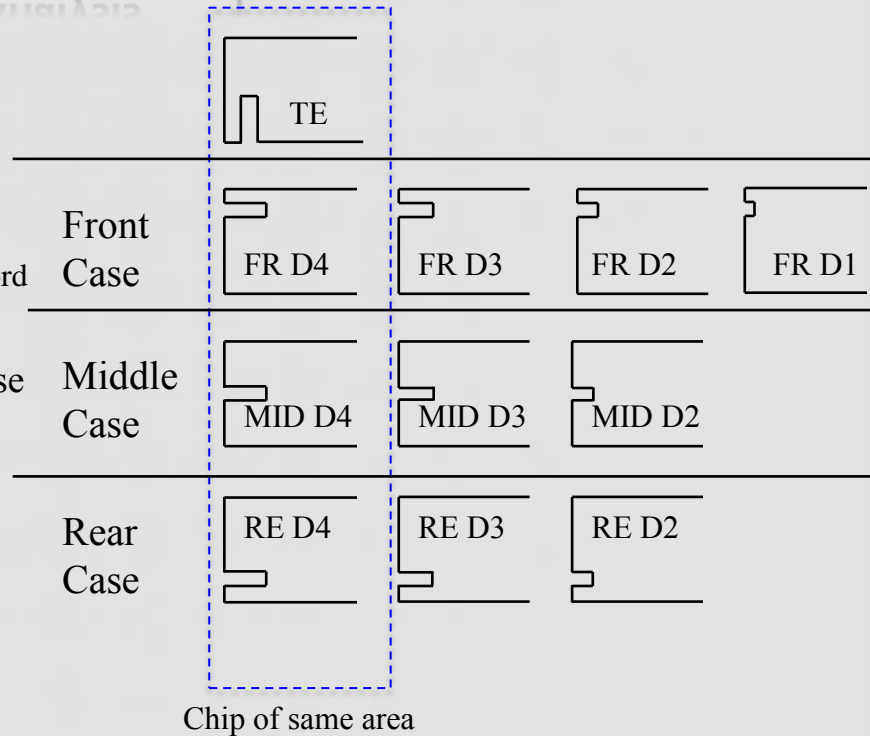 TE
Front
Case
FR D4 FR D3 FR D2 FR D1
Middle
Case
MID D4 MID D3 MID D2
Rear
Case
RE D4 RE D3 RE D2
Chip of same area